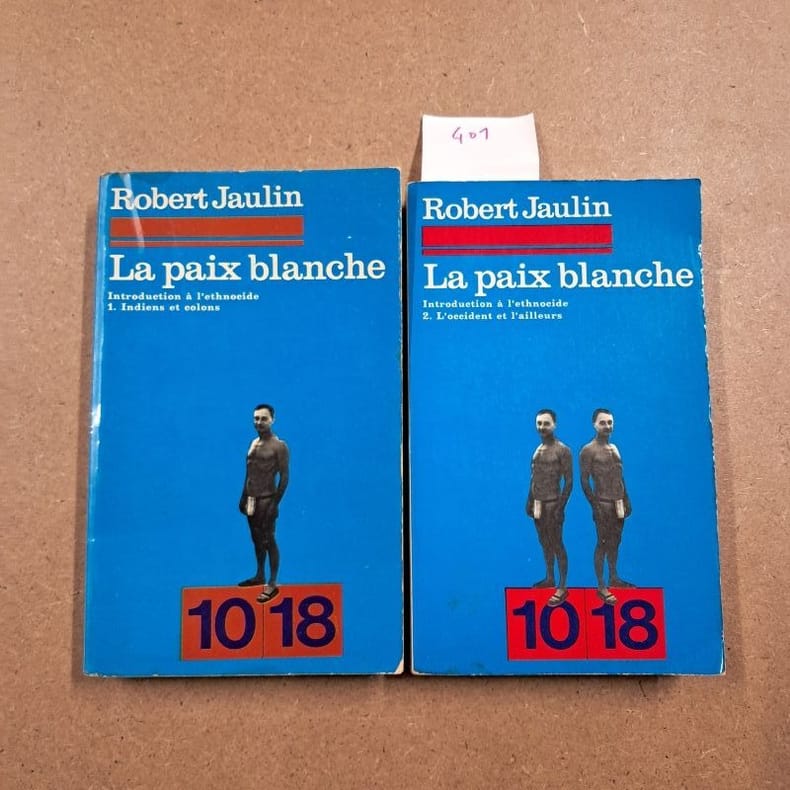 401
Robert Jaulin
La paix blanche
Introduction à l'ethnocide
1. Indiens et colons
10 18
Robert Jaulin
La paix blanche
Introduction à l'ethnocide
2. L'occident et l'ailleurs
10 18